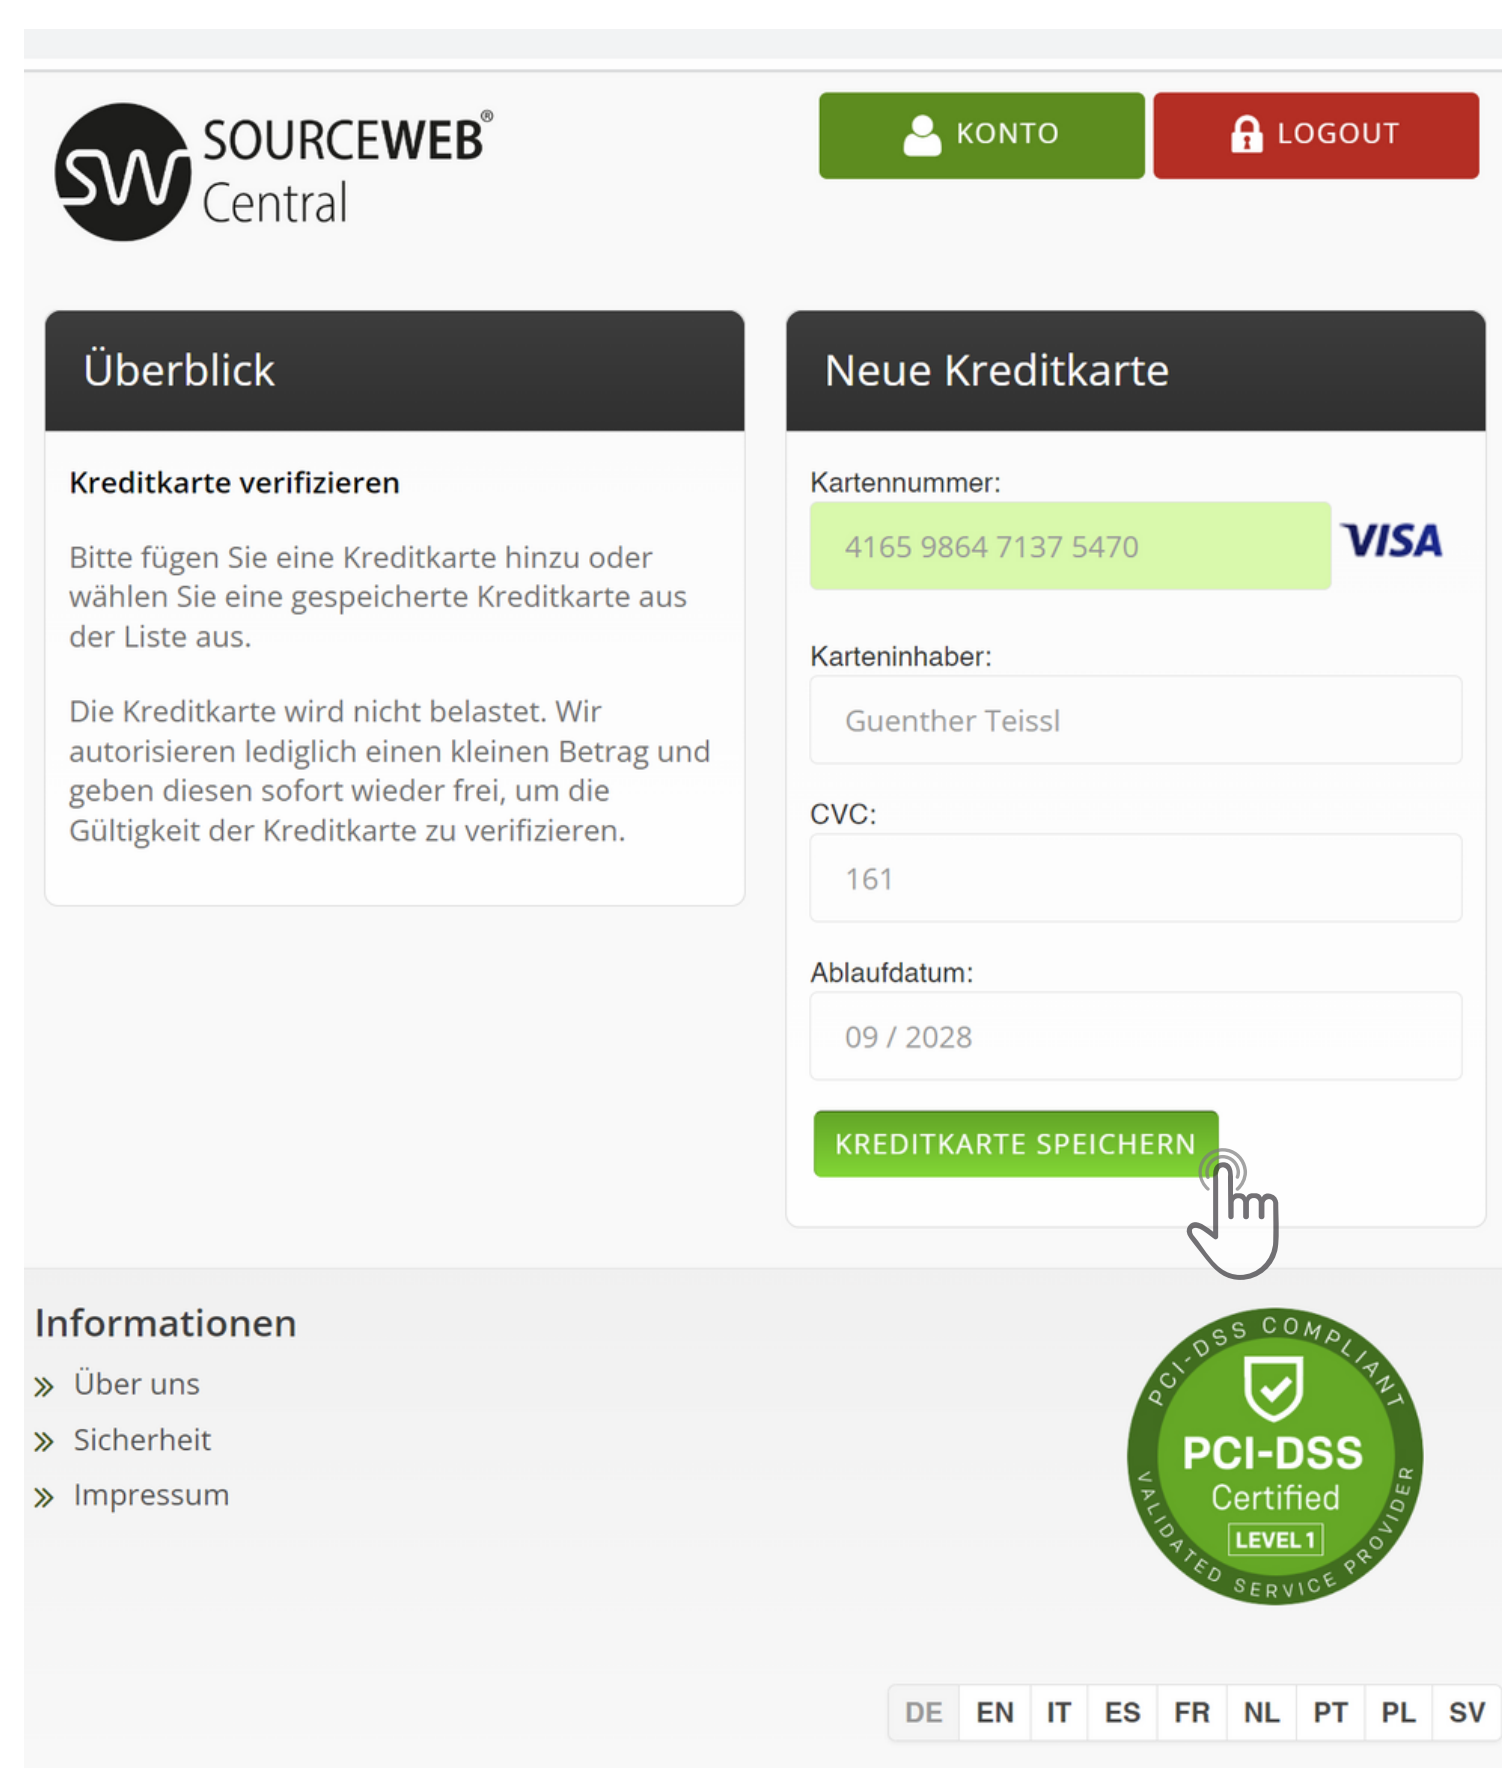 SOURCEWEB®
Central
KONTO
LOGOUT
Überblick
Kreditkarte verifizieren
Bitte fügen Sie eine Kreditkarte hinzu oder
wählen Sie eine gespeicherte Kreditkarte aus
der Liste aus.
Die Kreditkarte wird nicht belastet. Wir
autorisieren lediglich einen kleinen Betrag und
geben diesen sofort wieder frei, um die
Gültigkeit der Kreditkarte zu verifizieren.
Neue Kreditkarte
Kartennummer:
4165 9864 7137 5470
VISA
Karteninhaber:
Guenther Teissl
CVC:
161
Ablaufdatum:
09 / 2028
KREDITKARTE SPEICHERN
Informationen
» Über uns
» Sicherheit
» Impressum
PCI-DSS COMPLIANT
PCI-DSS
Certified
LEVEL 1
VALIDATED SERVICE PROVIDER
DE EN IT ES FR NL PT PL SV